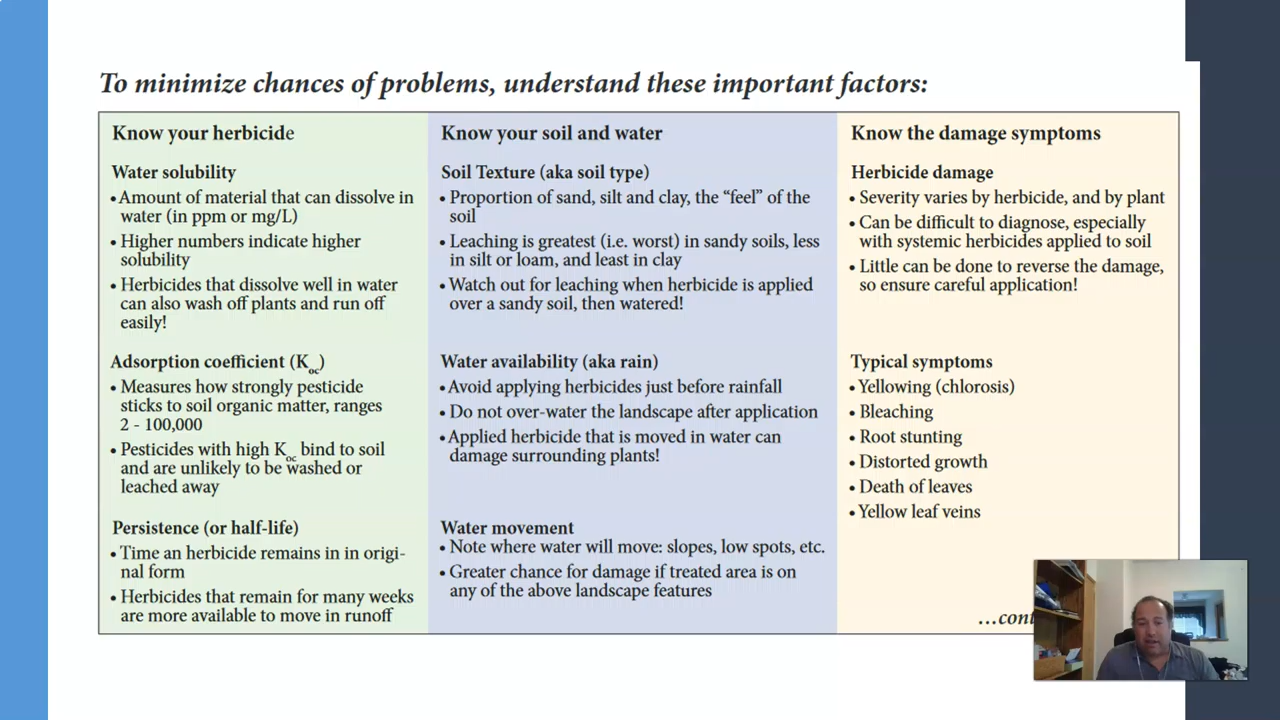 To minimize chances of problems, understand these important factors:
Know your herbicide
Water solubility
• Amount of material that can dissolve in
water (in ppm or mg/L)
• Higher numbers indicate higher
solubility
• Herbicides that dissolve well in water
can also wash off plants and run off
easily!
Adsorption coefficient (Koc)
• Measures how strongly pesticide
sticks to soil organic matter, ranges
2 - 100,000
• Pesticides with high Koc bind to soil
and are unlikely to be washed or
leached away
Persistence (or half-life)
• Time an herbicide remains in in origi-
nal form
• Herbicides that remain for many weeks
are more available to move in runoff
Know your soil and water
Soil Texture (aka soil type)
• Proportion of sand, silt and clay, the “feel” of the
soil
• Leaching is greatest (i.e. worst) in sandy soils, less
in silt or loam, and least in clay
• Watch out for leaching when herbicide is applied
over a sandy soil, then watered!
Water availability (aka rain)
• Avoid applying herbicides just before rainfall
• Do not over-water the landscape after application
• Applied herbicide that is moved in water can
damage surrounding plants!
Water movement
• Note where water will move: slopes, low spots, etc.
• Greater chance for damage if treated area is on
any of the above landscape features
Know the damage symptoms
Herbicide damage
• Severity varies by herbicide, and by plant
• Can be difficult to diagnose, especially
with systemic herbicides applied to soil
• Little can be done to reverse the damage,
so ensure careful application!
Typical symptoms
• Yellowing (chlorosis)
• Bleaching
• Root stunting
• Distorted growth
• Death of leaves
• Yellow leaf veins